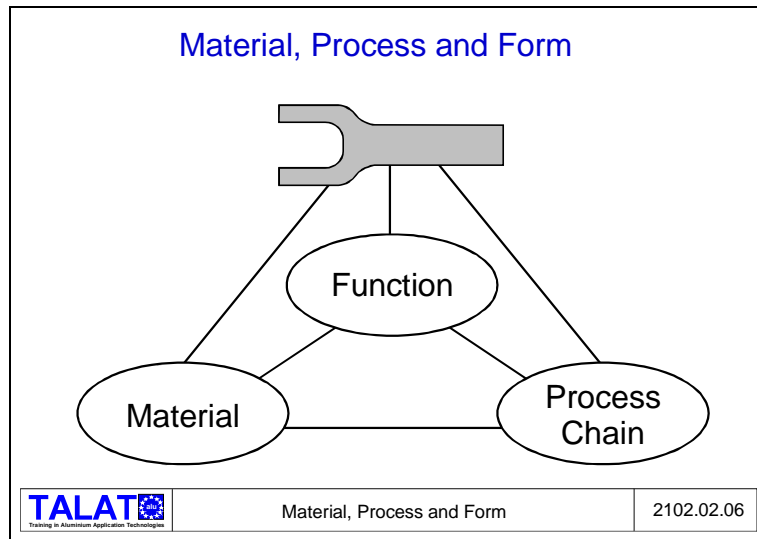 Material, Process and Form
Function
Material
Process
Chain
TALAT
alu
Training in Aluminium Application Technologies
Material, Process and Form
2102.02.06